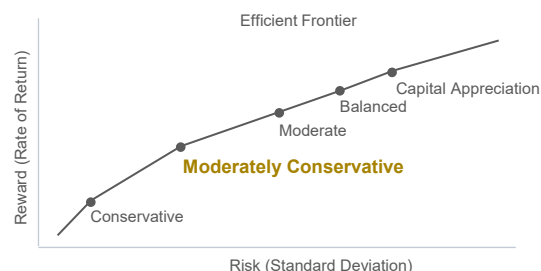 Efficient Frontier
Reward (Rate of Return)
Capital Appreciation
Balanced
Moderate
Moderately Conservative
Conservative
Risk (Standard Deviation)